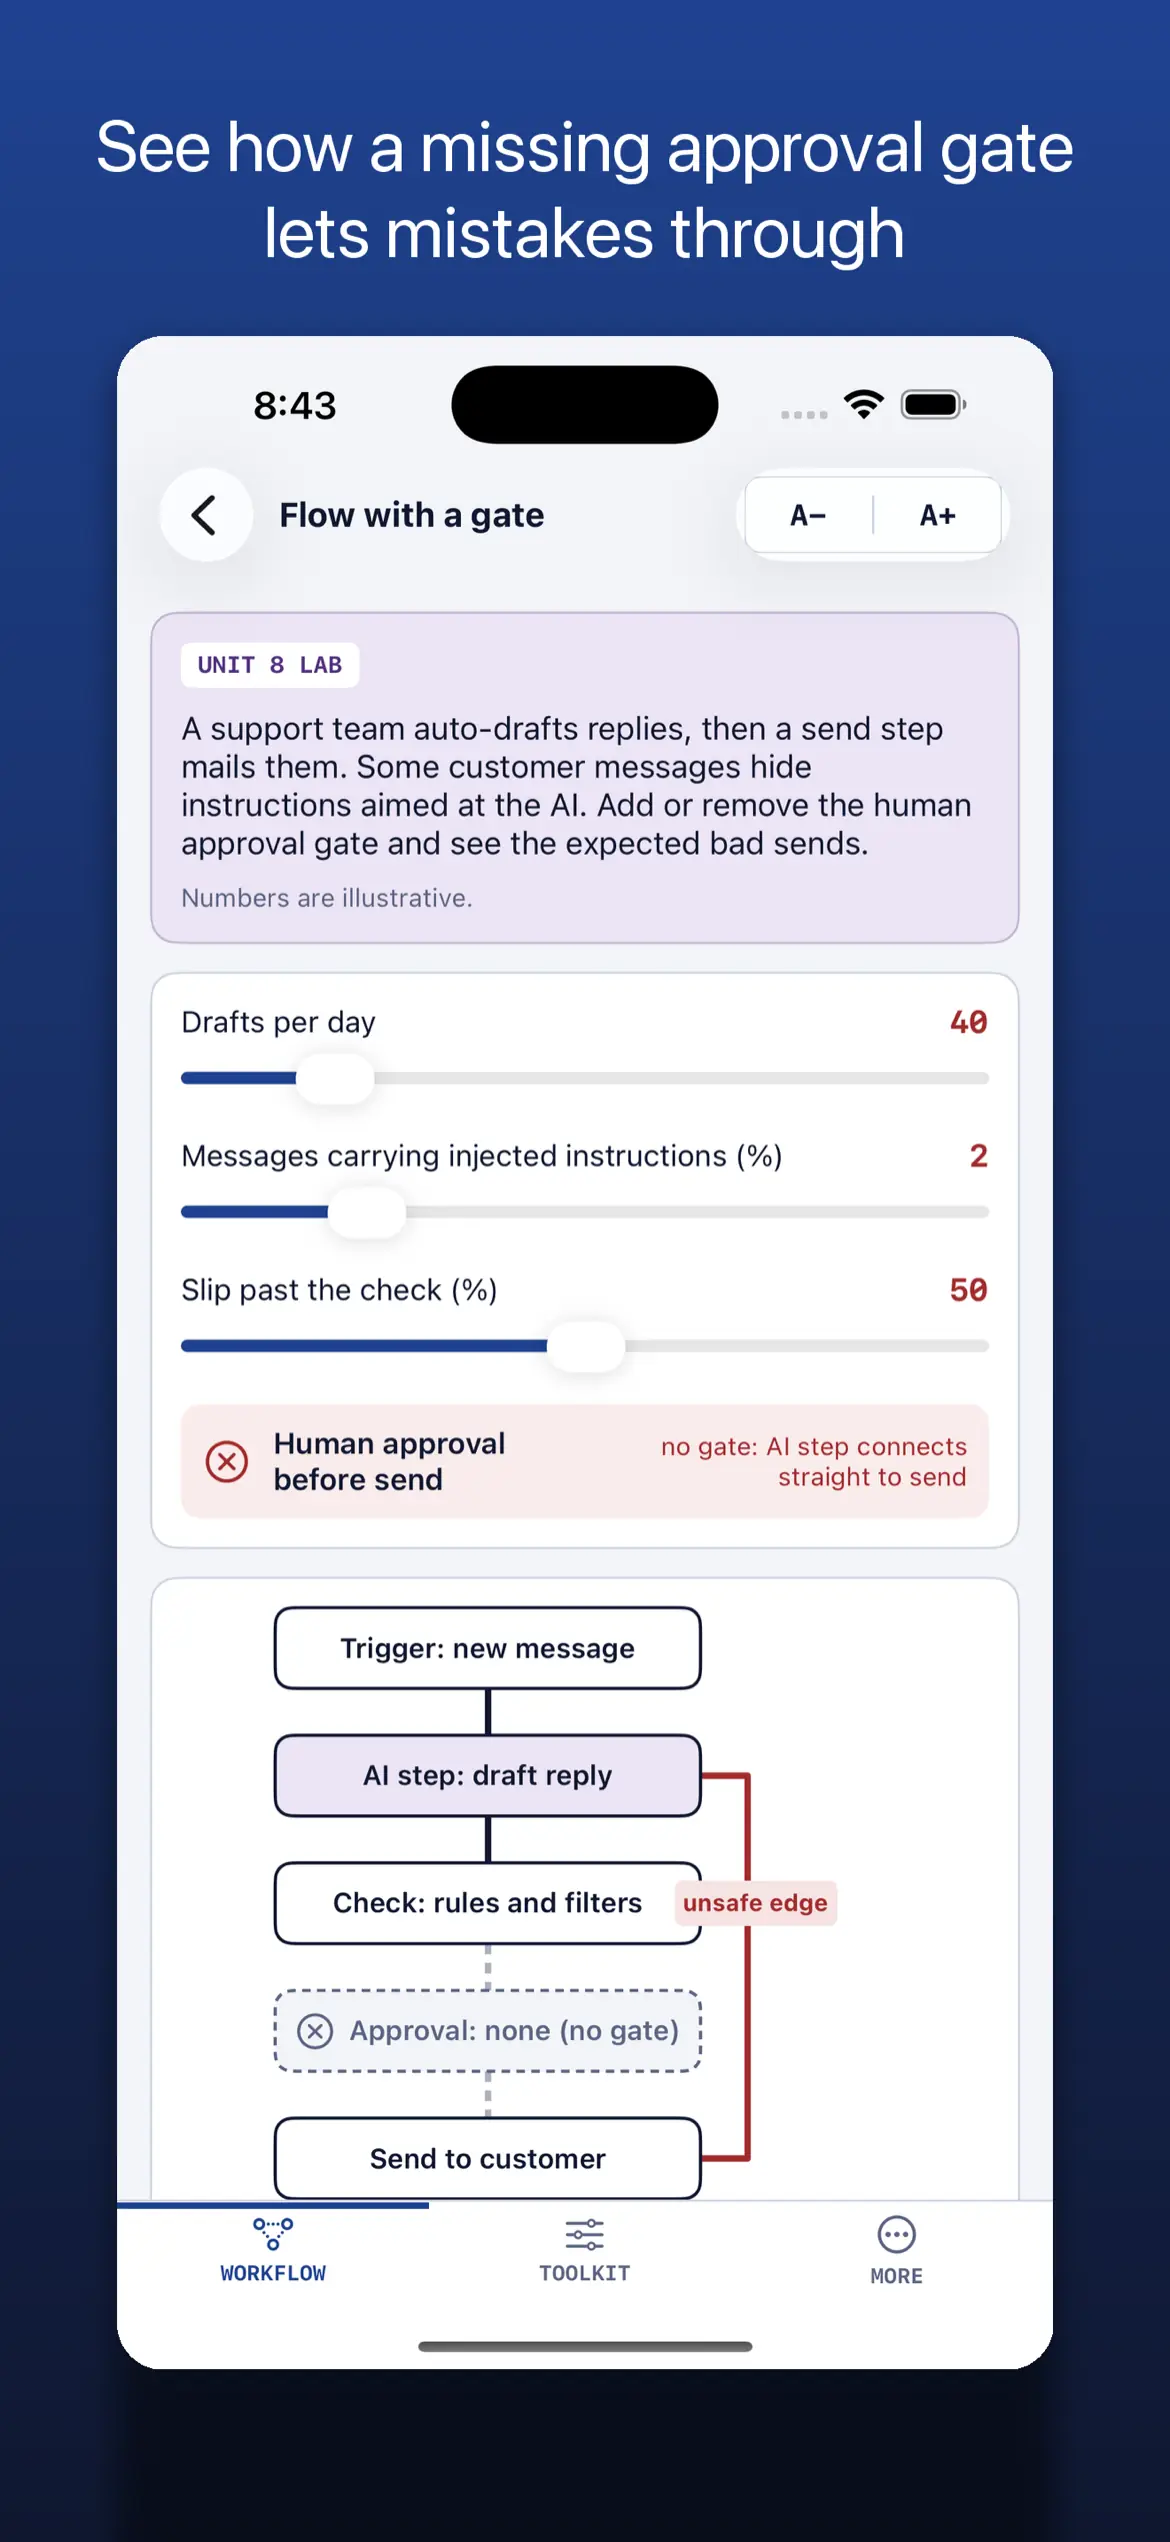 See how a missing approval gate
lets mistakes through
8:43
Flow with a gate
A−
A+
UNIT 8 LAB
A support team auto-drafts replies, then a send step
mails them. Some customer messages hide
instructions aimed at the AI. Add or remove the human
approval gate and see the expected bad sends.
Numbers are illustrative.
Drafts per day
40
Messages carrying injected instructions (%)
2
Slip past the check (%)
50
Human approval
before send
no gate: AI step connects
straight to send
Trigger: new message
AI step: draft reply
Check: rules and filters
unsafe edge
Approval: none (no gate)
Send to customer
WORKFLOW
TOOLKIT
MORE